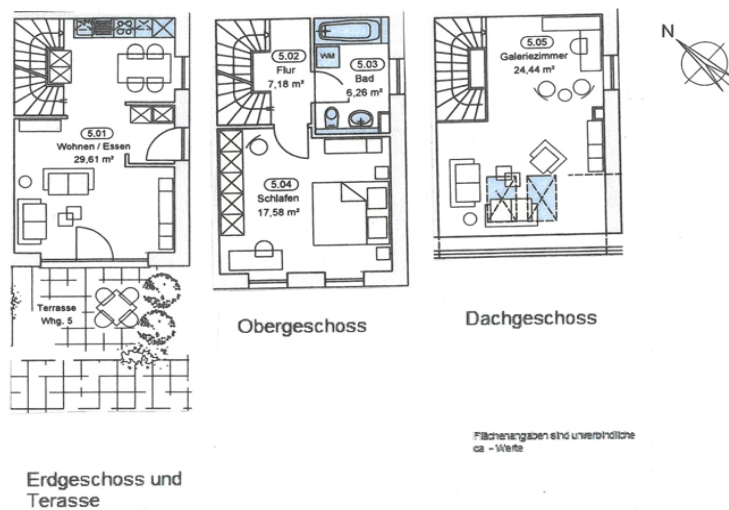 5.01
Wohnen / Essen
29,61 m²
Terrasse
Whg. 5
Erdgeschoss und
Terasse
5.02
Flur
7,18 m²
WM
5.03
Bad
6,26 m²
5.04
Schlafen
17,58 m²
Obergeschoss
5.05
Galeriezimmer
24,44 m²
Dachgeschoss
N
Flächenangaben sind unverbindliche
ca - Werte